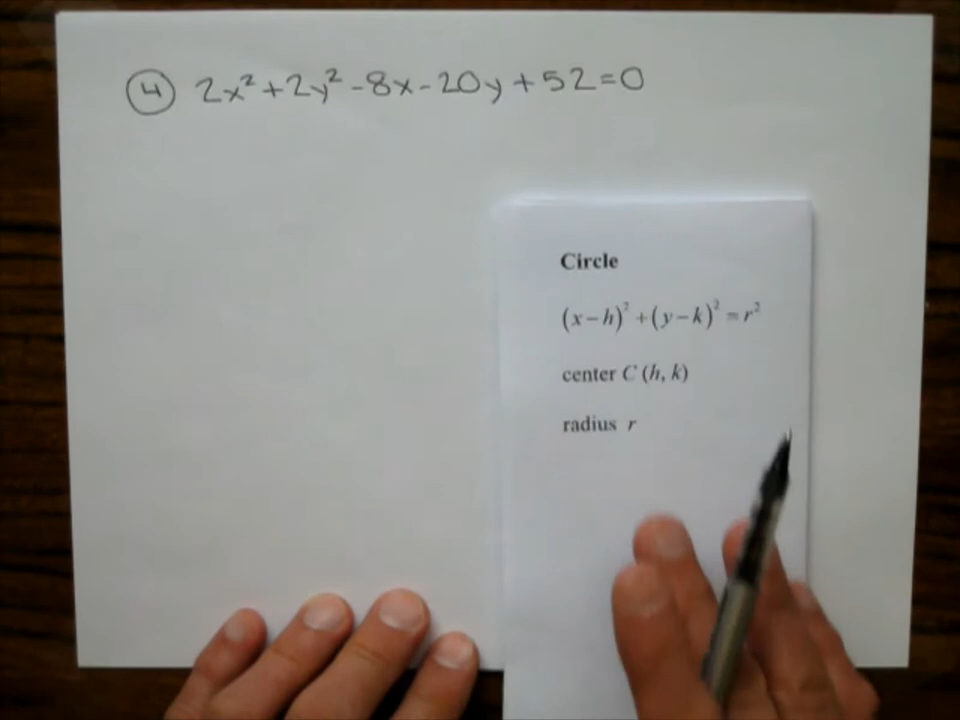 ④ 2x² + 2y² - 8x - 20y + 52 = 0
Circle
(x - h)² + (y - k)² = r²
center C (h, k)
radius r